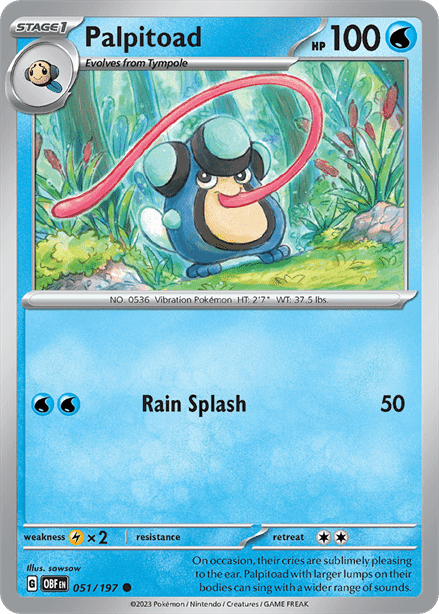 STAGE 1
Palpitoad
HP 100
Evolves from Tympole
NO. 0536 Vibration Pokémon HT: 2'7" WT: 37.5 lbs.
Rain Splash 50
weakness ×2 resistance retreat
Illus. sowsow
G OBF EN 051/197
On occasion, their cries are sublimely pleasing
to the ear. Palpitoad with larger lumps on their
bodies can sing with a wider range of sounds.
©2023 Pokémon / Nintendo / Creatures / GAME FREAK